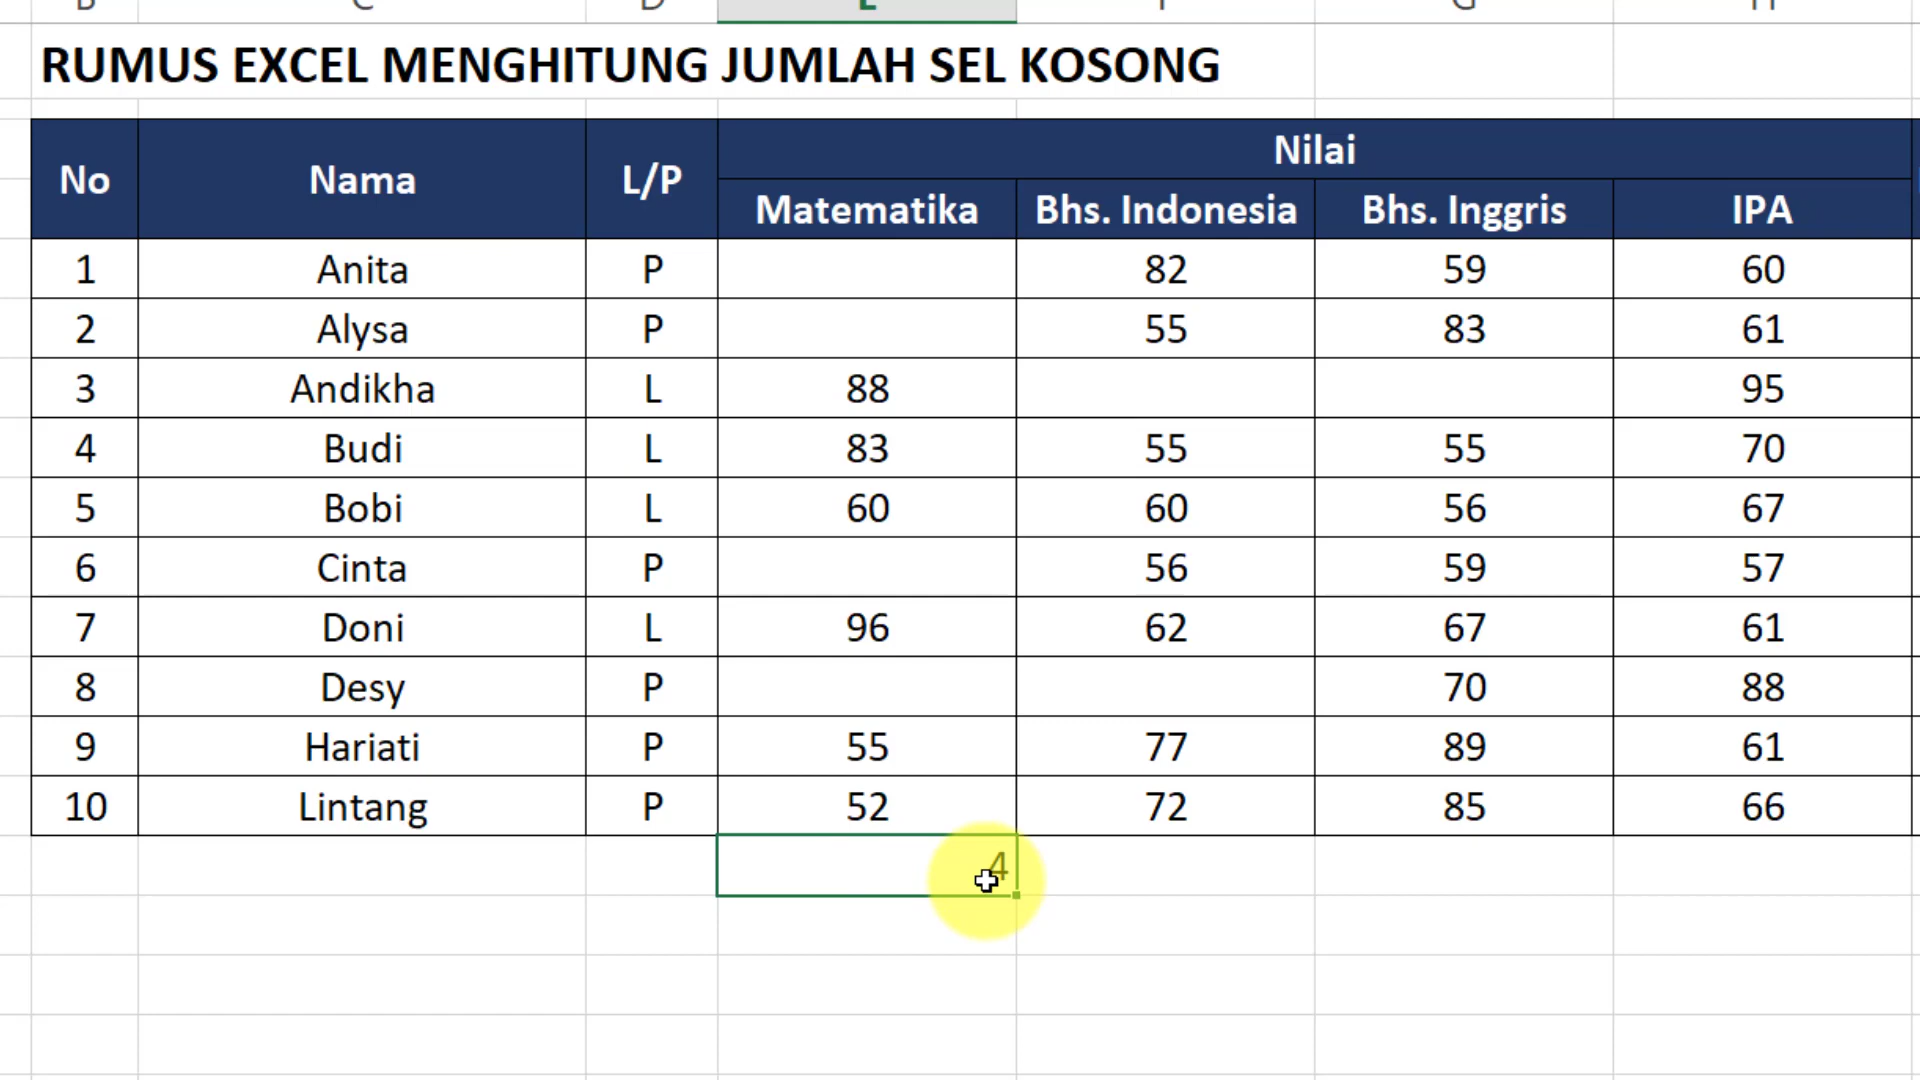 B C D E F G H
RUMUS EXCEL MENGHITUNG JUMLAH SEL KOSONG
No Nama L/P Nilai
Matematika Bhs. Indonesia Bhs. Inggris IPA
1 Anita P 82 59 60
2 Alysa P 55 83 61
3 Andikha L 88 95
4 Budi L 83 55 55 70
5 Bobi L 60 60 56 67
6 Cinta P 56 59 57
7 Doni L 96 62 67 61
8 Desy P 70 88
9 Hariati P 55 77 89 61
10 Lintang P 52 72 85 66
4